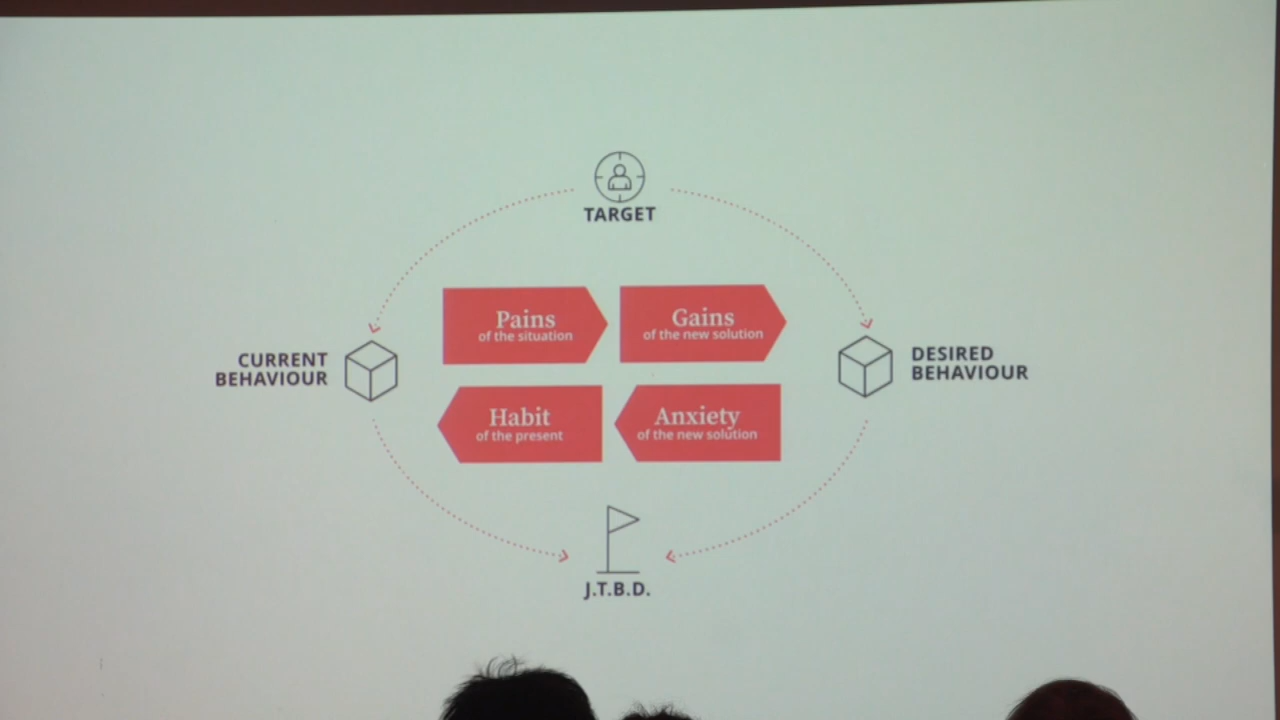 TARGET
Pains
of the situation
Gains
of the new solution
CURRENT
BEHAVIOUR
DESIRED
BEHAVIOUR
Habit
of the present
Anxiety
of the new solution
J.T.B.D.